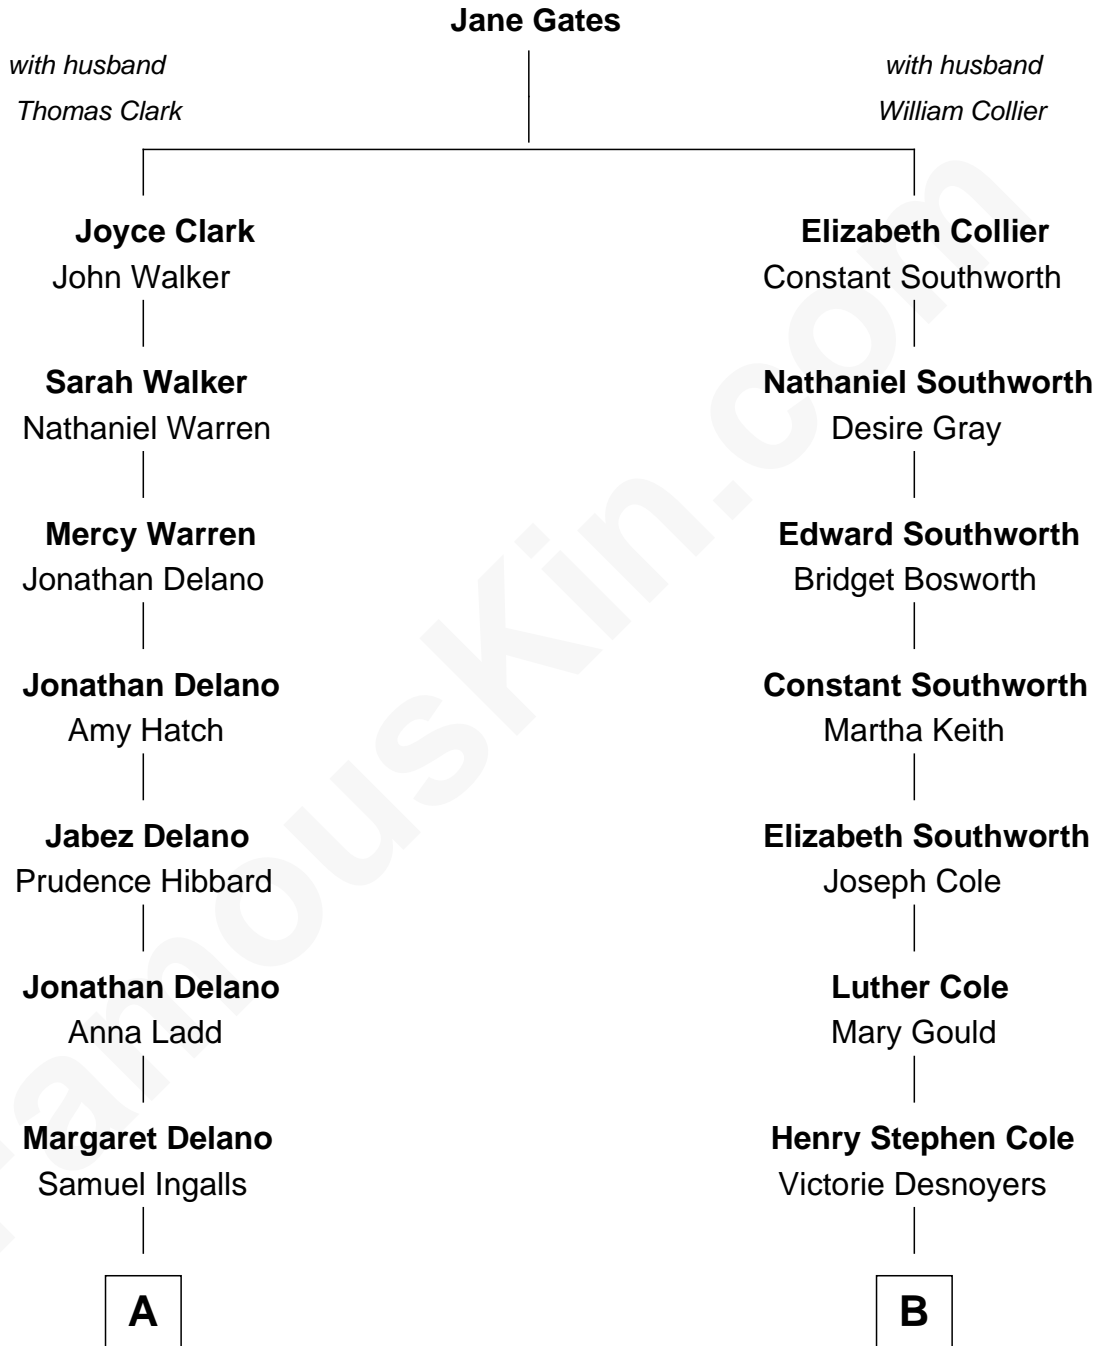 Jane Gates
with husband
Thomas Clark
with husband
William Collier
Joyce Clark
John Walker
Sarah Walker
Nathaniel Warren
Mercy Warren
Jonathan Delano
Jonathan Delano
Amy Hatch
Jabez Delano
Prudence Hibbard
Jonathan Delano
Anna Ladd
Margaret Delano
Samuel Ingalls
A
Elizabeth Collier
Constant Southworth
Nathaniel Southworth
Desire Gray
Edward Southworth
Bridget Bosworth
Constant Southworth
Martha Keith
Elizabeth Southworth
Joseph Cole
Luther Cole
Mary Gould
Henry Stephen Cole
Victorie Desnoyers
B
FamousKin.com